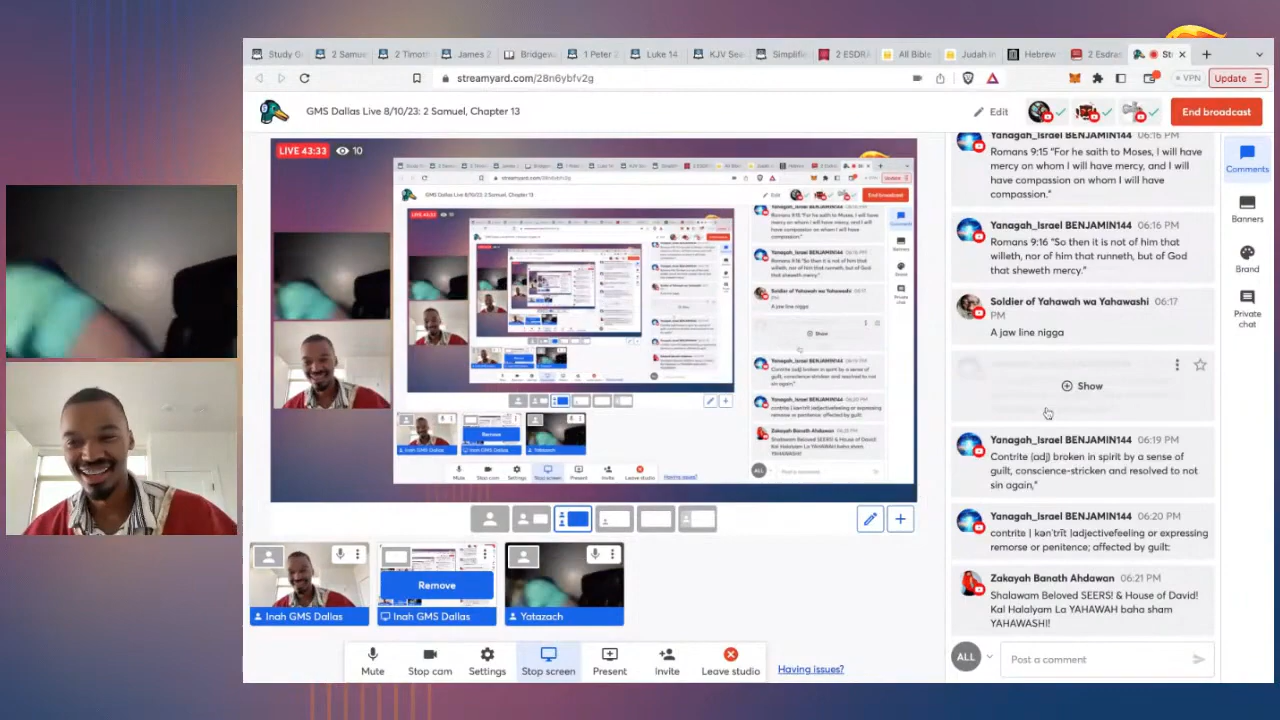 Study G
2 Samue
2 Timoth
James 2
Bridgew
1 Peter 2
Luke 14
KJV Sea
Simplifie
2 ESDRA
All Bible
Judah in
Hebrew
2 Esdras
Str
streamyard.com/28n6ybfv2g
VPN
Update
GMS Dallas Live 8/10/23: 2 Samuel, Chapter 13
Edit
End broadcast
LIVE 43:33 10
Yanagah_Israel BENJAMIN144 06:16 PM
Romans 9:15 "For he saith to Moses, I will have
mercy on whom I will have mercy, and I will
have compassion on whom I will have
compassion."
Yanagah_Israel BENJAMIN144 06:16 PM
Romans 9:16 "So then it is not of him that
willeth, nor of him that runneth, but of God
that sheweth mercy."
Soldier of Yahawah wa Yahawashi 06:17
PM
A jaw line nigga
Show
Yanagah_Israel BENJAMIN144 06:19 PM
Contrite (adj) broken in spirit by a sense of
guilt, conscience-stricken and resolved to not
sin again,"
Yanagah_Israel BENJAMIN144 06:20 PM
contrite | kənˈtrīt |adjectivefeeling or expressing
remorse or penitence; affected by guilt:
Zakayah Banath Ahdawan 06:21 PM
Shalawam Beloved SEERS! & House of David!
Kal Halalyam La YAHAWAH baha sham
YAHAWASHI!
ALL
Post a comment
Comments
Banners
Brand
Private
chat
Remove
Inah GMS Dallas
Inah GMS Dallas
Yatazach
Mute
Stop cam
Settings
Stop screen
Present
Invite
Leave studio
Having issues?